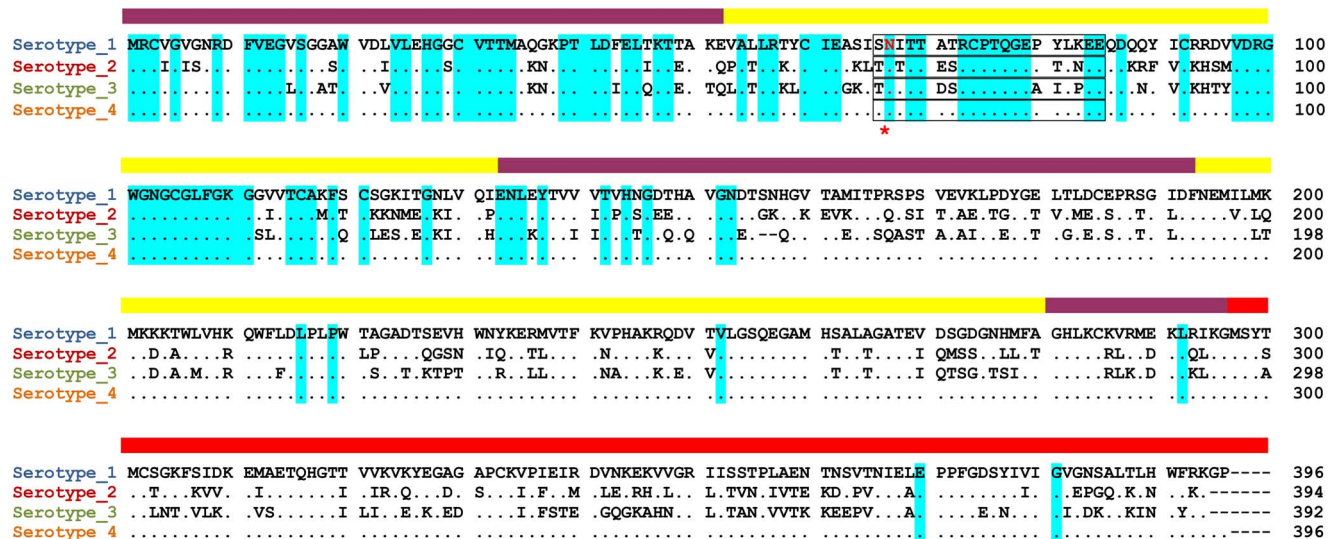 Serotype_1 MRCVGVGNRD FVEGVSGGAW VDLVLEHGGC VTTMAQGKPT LDFELTKTTA KEVALLRTYC IEASISNITT ATRCPTQGEP YLKEEQDQQY ICRRDVVDRG 100
Serotype_2 ...I.IS... ........S. ..I.....S. .....KN... .....I..E. .QP.T..K.. ...KLT.T.. ES........ T.N....KRF V.KHSM.... 100
Serotype_3 .......... ....L..AT. ..V....... .....KN... ..I..Q..E. TQL.T..KL. ..GK.T.... DS.......A I.P.....N. V.KHTY.... 100
Serotype_4 .......... .......... .......... .......... .......... .......... .......... .......... .......... .......... 100
*
Serotype_1 WGNGCGLFGK GGVVTCAKFS CSGKITGNLV QIENLEYTVV VTVHNGDTHA VGNDTSNHGV TAMITPRSPS VEVKLPDYGE LTLDCEPRSG IDFNEMILMK 200
Serotype_2 .......... ..I....M.T .KKNME.KI. .P........ I.P.S.EE.. .....GK..K EVK...Q.SI T.AE.TG..T V.ME.S..T. L.....V.LQ 200
Serotype_3 .......... .SL......Q .LES.E.KI. .H...K...I I...T..Q.Q ...E.--Q.. ..E..SQAST A.AI..E..T .G.E.S..T. L.......LT 198
Serotype_4 .......... .......... .......... .......... .......... .......... .......... .......... .......... .......... 200
Serotype_1 MKKKTWLVHK QWFLDLPLPW TAGADTSEVH WNYKERMVTF KVPHAKRQDV TVLGSQEGAM HSALAGATEV DSGDGNHMFA GHLKCKVRME KLRIKGMSYT 300
Serotype_2 ..D.A....R .......... LP....QGSN .IQ..TL... .N....K... V......... .T..T....I QMSS..LL.T .....RL..D ..QL.....S 300
Serotype_3 ..D.A.M..R ...F...... .S..T.KTPT ..R..LL... .NA...K.E. V......... .T..T....I QTSG.TSI.. .....RLK.D ..KL.....A 298
Serotype_4 .......... .......... .......... .......... .......... .......... .......... .......... .......... .......... 300
Serotype_1 MCSGKFSIDK EMAETQHGTT VVKVKYEGAG APCKVPIEIR DVNKEKVVGR IISSTPLAEN TNSVTNIELE PPFGDSYIVI GVGNSALTLH WFRKGP---- 396
Serotype_2 ..T...KVV. .I.......I .IR.Q...D. S...I.F..M .LE.RH.L.. L.TVN.IVTE KD.PV...A. ........I. ..EPGQ.K.N ..K.------ 394
Serotype_3 ..LNT.VLK. .VS......I LI..E.K.ED ....I.FSTE .GQGKAHN.. L.TAN.VVTK KEEPV...A. ....E.N... .I.DK..KIN .Y..------ 392
Serotype_4 .......... .......... .......... .......... .......... .......... .......... .......... .......... ......---- 396